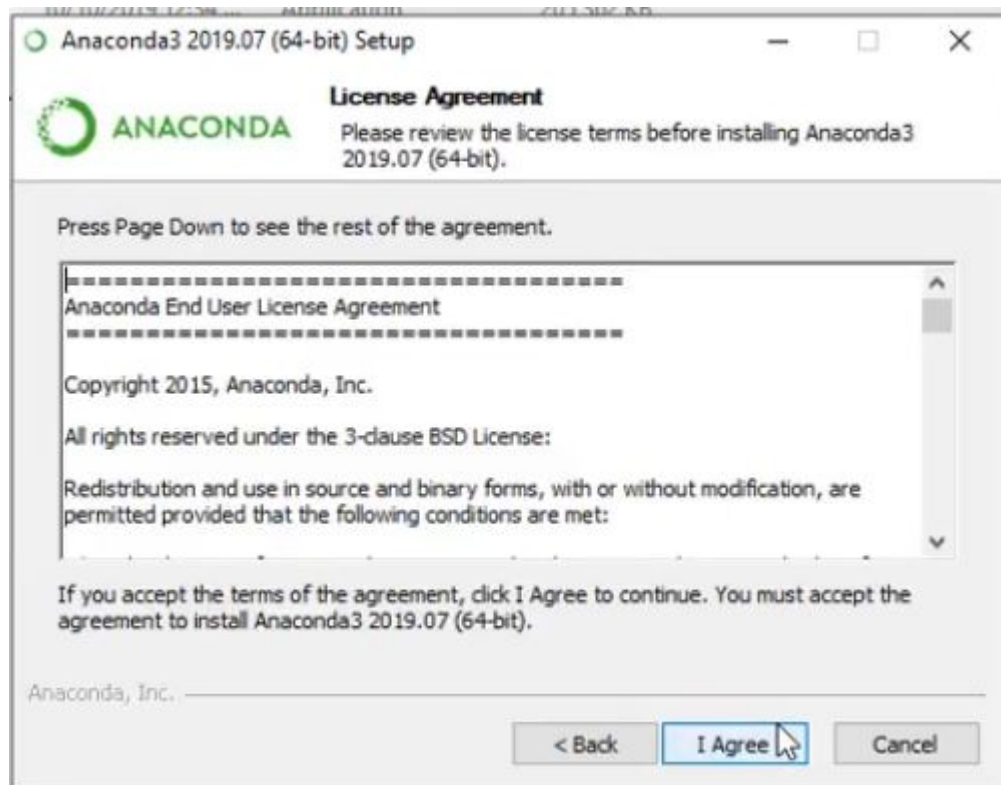 Anaconda3 2019.07 (64-bit) Setup
ANACONDA
License Agreement
Please review the license terms before installing Anaconda3
2019.07 (64-bit).
Press Page Down to see the rest of the agreement.
===================================
Anaconda End User License Agreement
===================================
Copyright 2015, Anaconda, Inc.
All rights reserved under the 3-clause BSD License:
Redistribution and use in source and binary forms, with or without modification, are
permitted provided that the following conditions are met:
If you accept the terms of the agreement, click I Agree to continue. You must accept the
agreement to install Anaconda3 2019.07 (64-bit).
Anaconda, Inc.
< Back
I Agree
Cancel